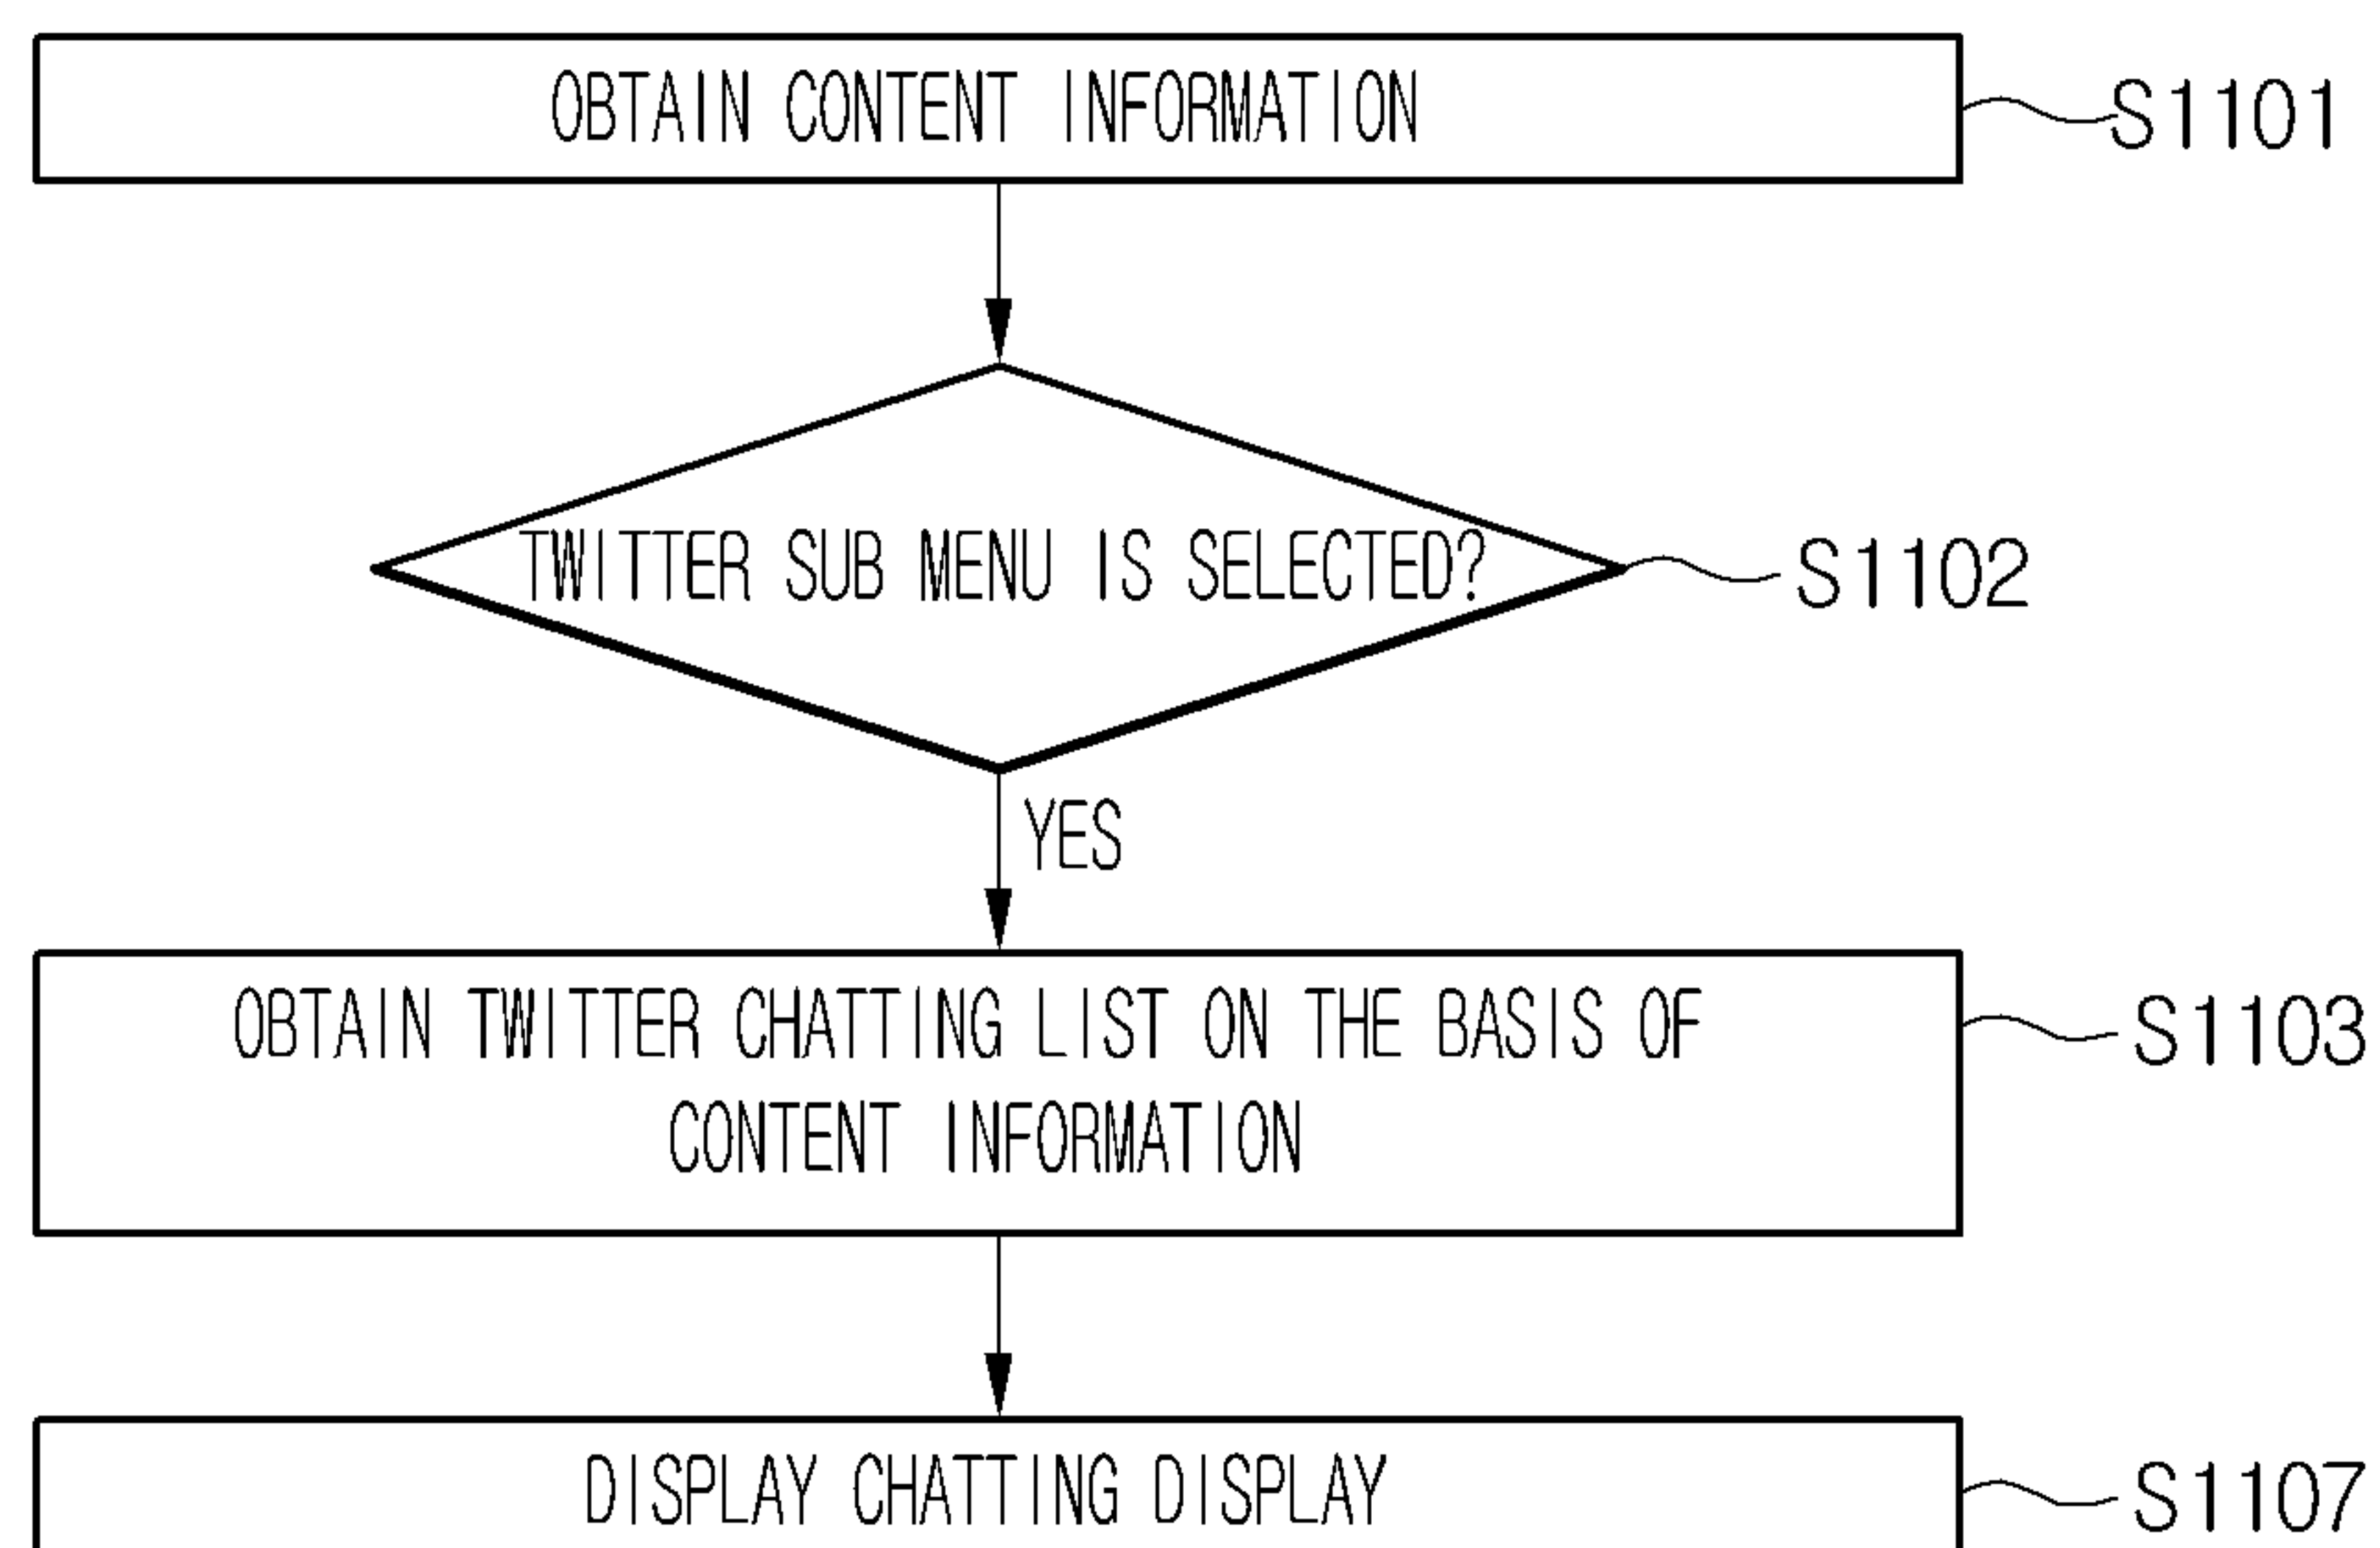 OBTAIN CONTENT INFORMATION
S1101
TWITTER SUB MENU IS SELECTED?
S1102
YES
OBTAIN TWITTER CHATTING LIST ON THE BASIS OF
CONTENT INFORMATION
S1103
DISPLAY CHATTING DISPLAY
S1107